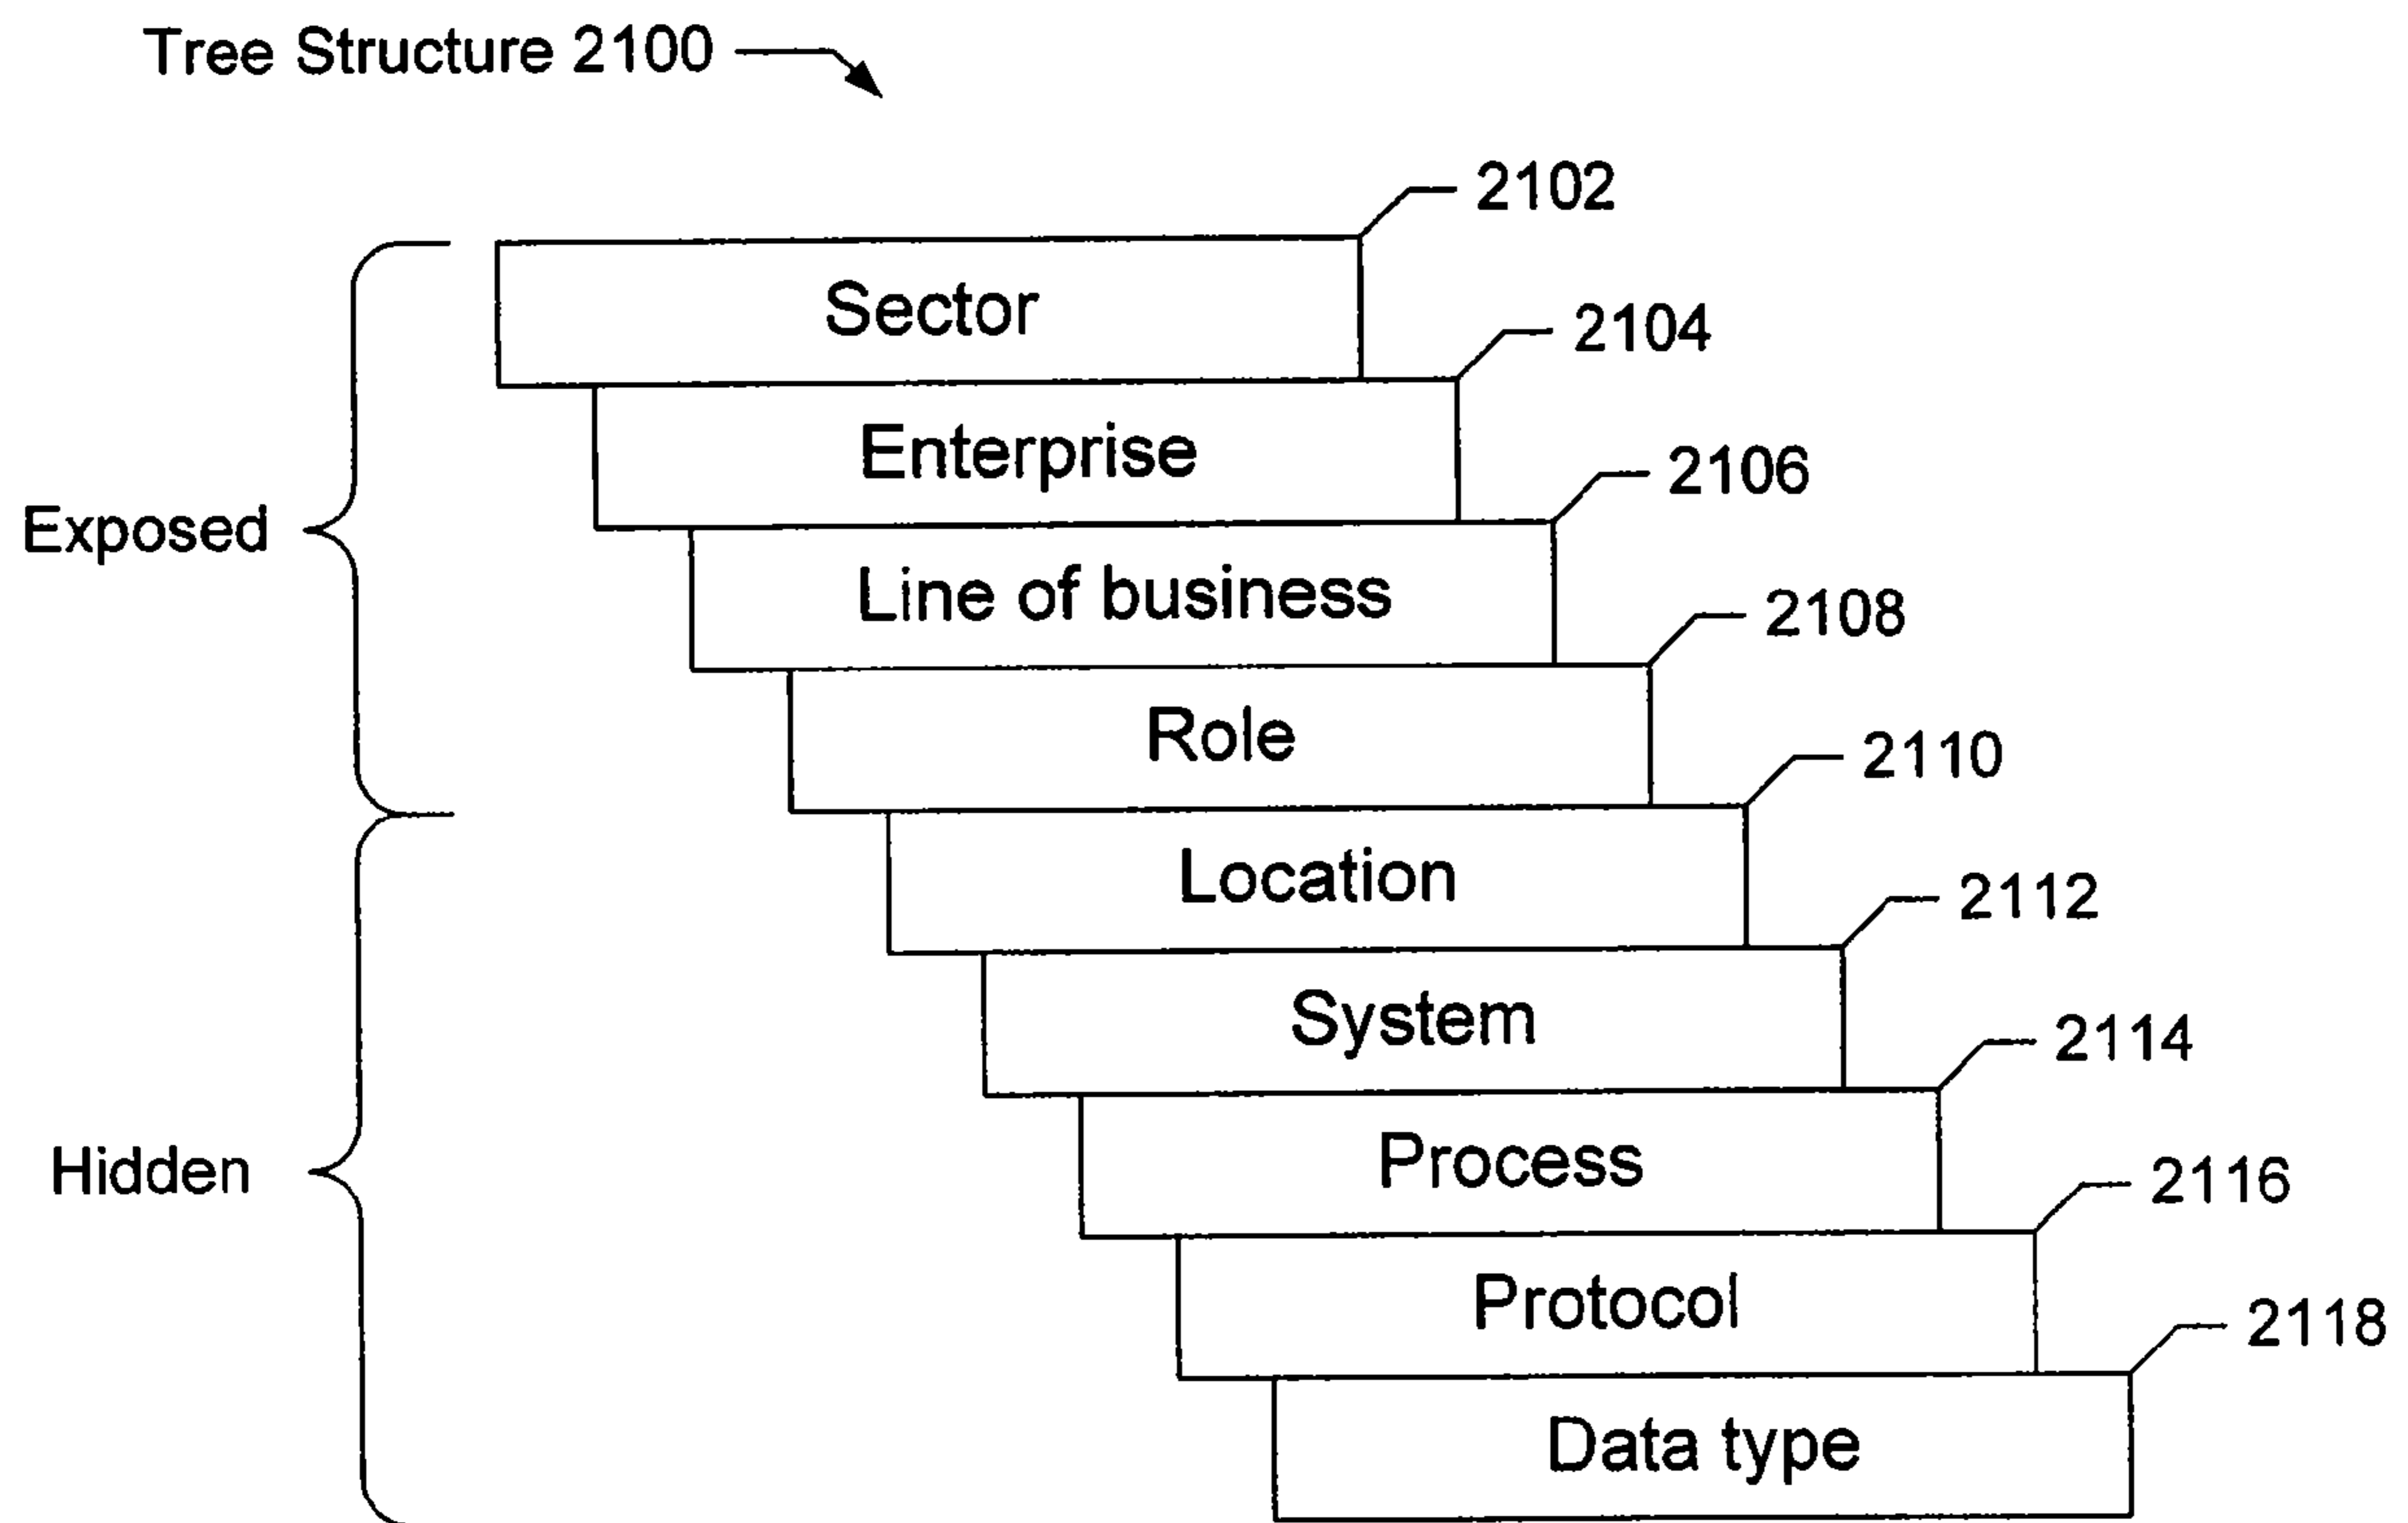 Tree Structure 2100
2102
Sector
2104
Enterprise
2106
Exposed
Line of business
2108
Role
2110
Location
2112
System
2114
Hidden
Process
2116
Protocol
2118
Data type